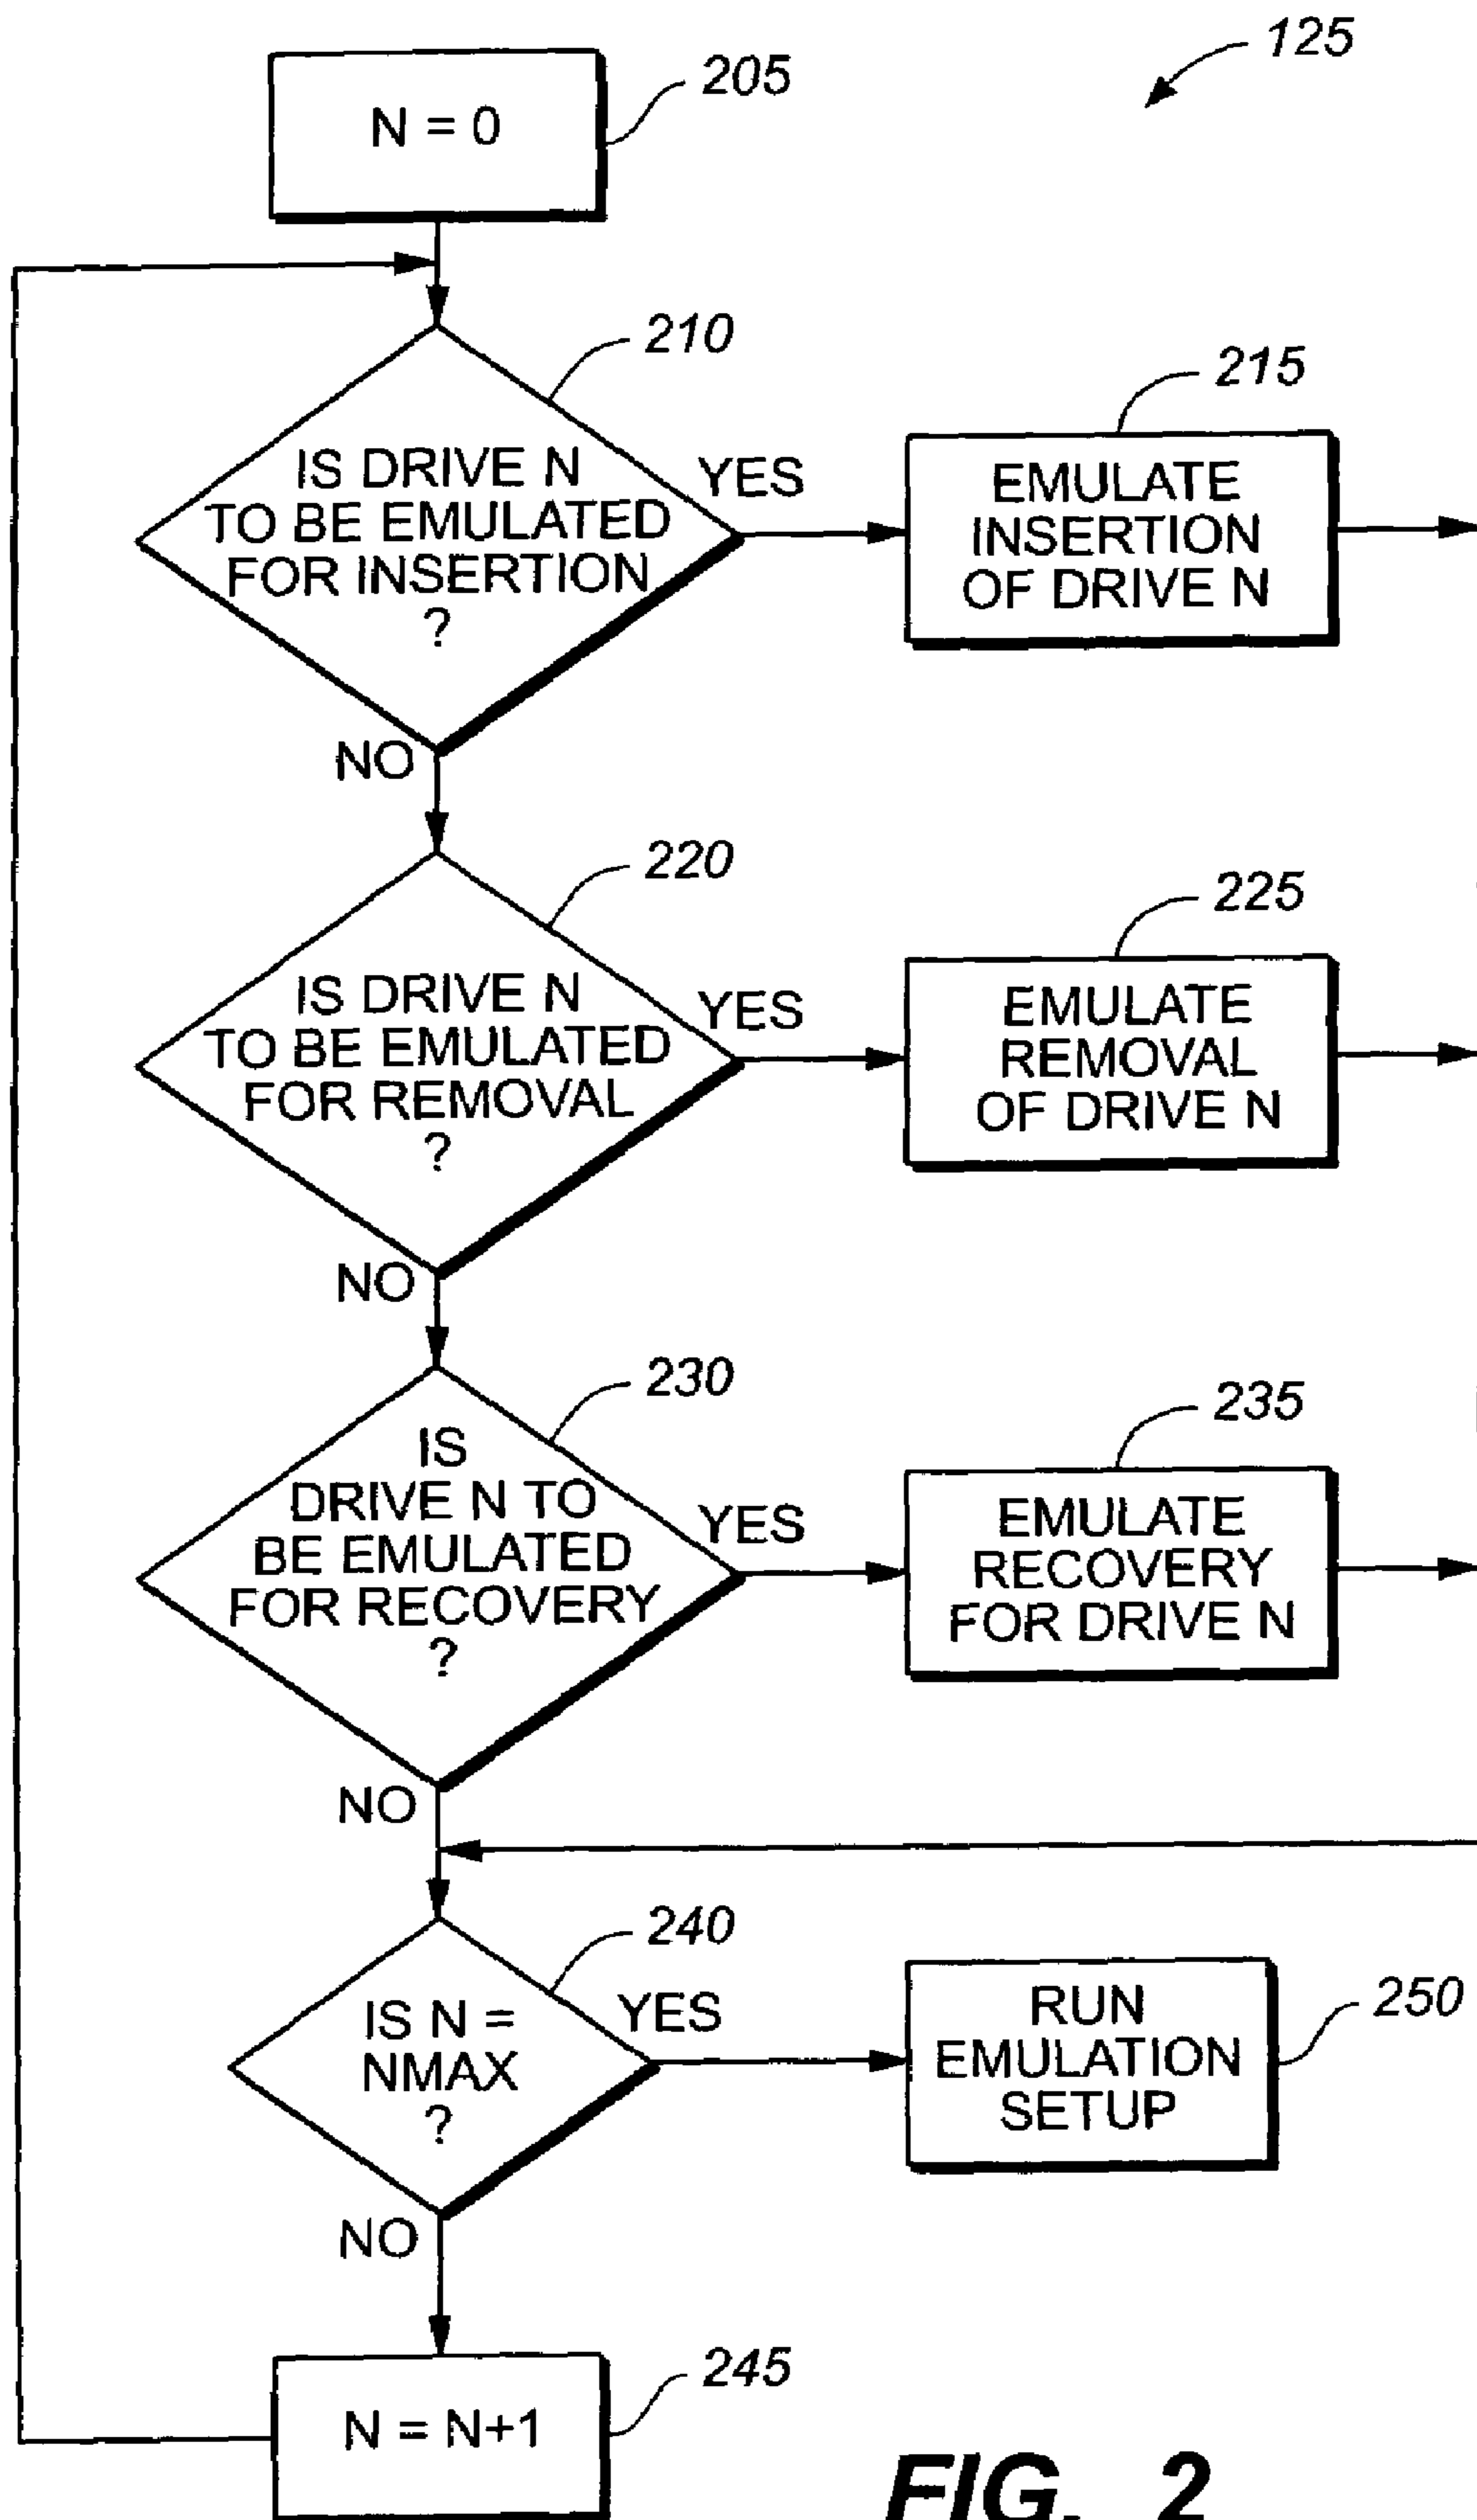 125
205
N = 0
210
IS DRIVE N
TO BE EMULATED
FOR INSERTION
?
YES
NO
215
EMULATE
INSERTION
OF DRIVE N
220
IS DRIVE N
TO BE EMULATED
FOR REMOVAL
?
YES
NO
225
EMULATE
REMOVAL
OF DRIVE N
230
IS
DRIVE N TO
BE EMULATED
FOR RECOVERY
?
YES
NO
235
EMULATE
RECOVERY
FOR DRIVE N
240
IS N =
NMAX
?
YES
NO
250
RUN
EMULATION
SETUP
245
N = N+1
FIG. 2